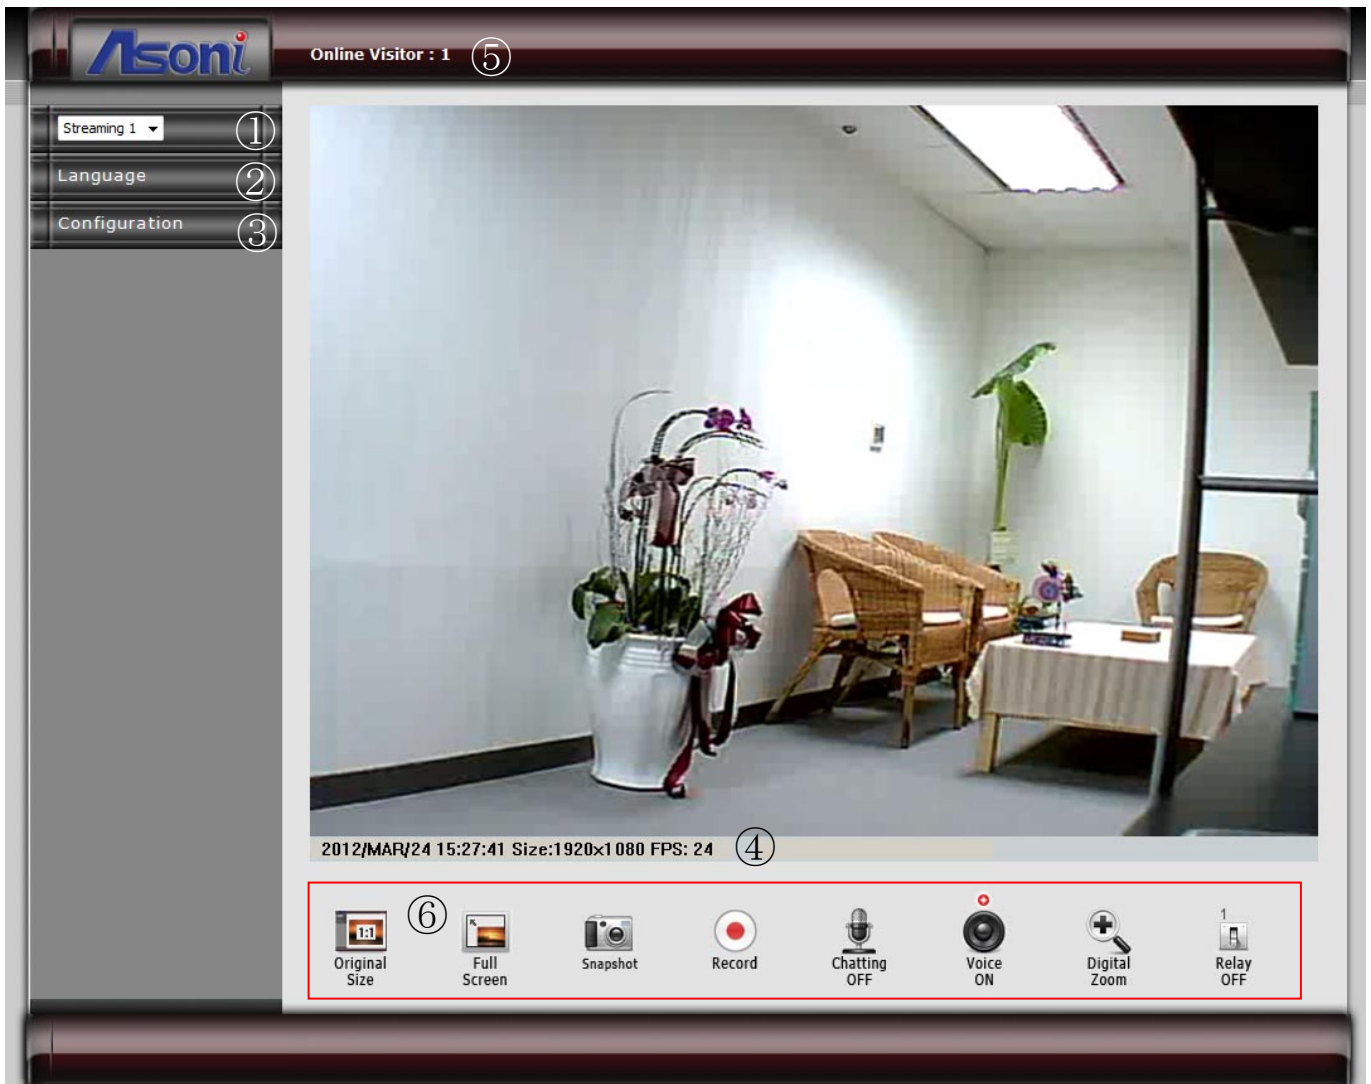 Asoni
Online Visitor : 1 ⑤
Streaming 1 ①
Language ②
Configuration ③
2012/MAR/24 15:27:41 Size:1920x1080 FPS: 24 ④
⑥
1:1
Original
Size
Full
Screen
Snapshot
Record
Chatting
OFF
Voice
ON
Digital
Zoom
1
Relay
OFF